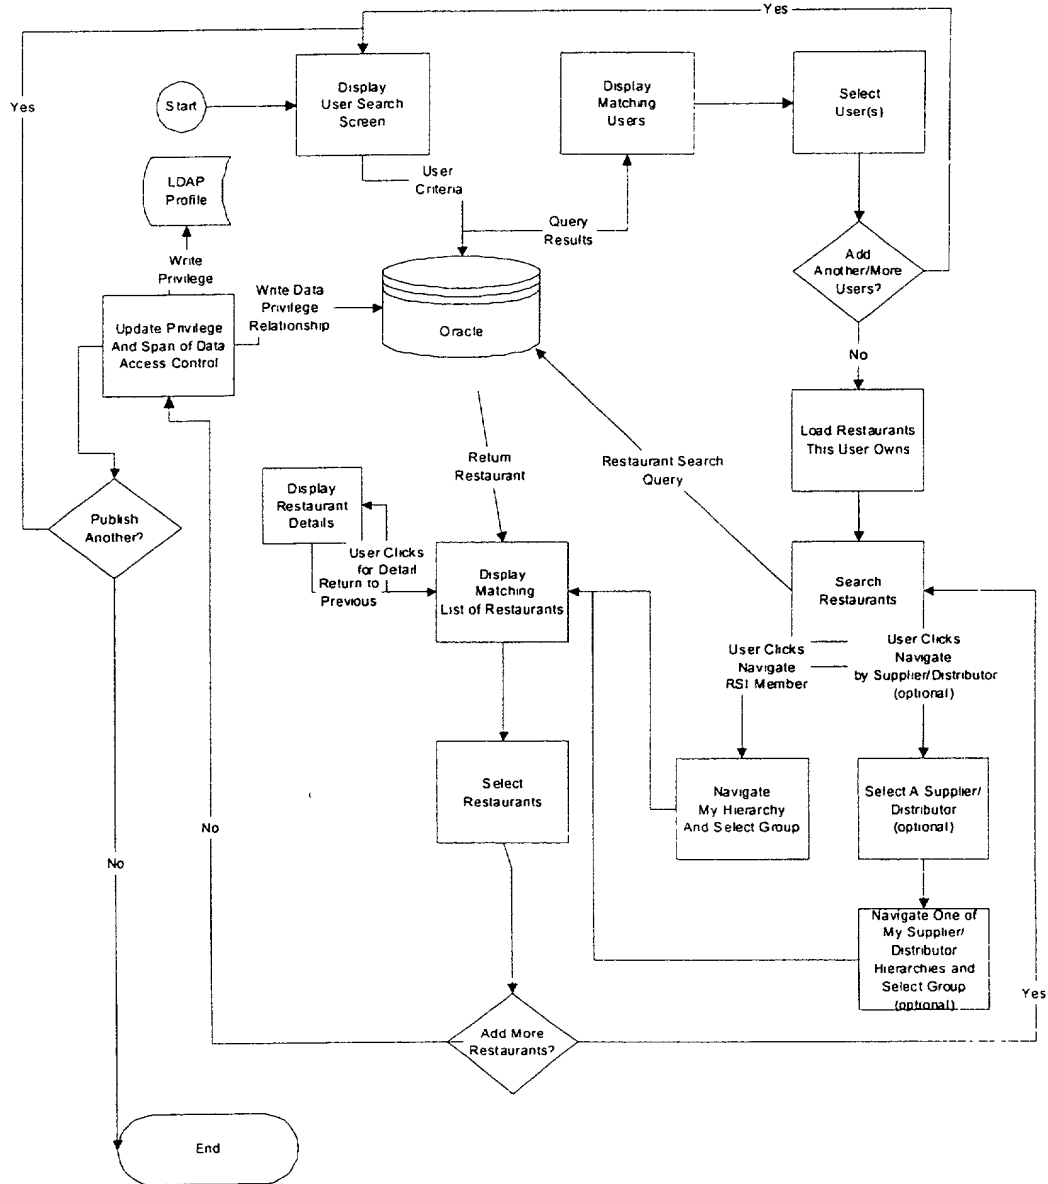 Yes
Yes
Start
Display
User Search
Screen
Display
Matching
Users
Select
User(s)
LDAP
Profile
User
Criteria
Query
Results
Write
Privilege
Write Data
Privilege
Relationship
Oracle
Add
Another/More
Users?
Update Privilege
And Span of Data
Access Control
No
Load Restaurants
This User Owns
Return
Restaurant
Restaurant Search
Query
Display
Restaurant
Details
Publish
Another?
User Clicks
for Detail
Return to
Previous
Display
Matching
List of Restaurants
Search
Restaurants
User Clicks
Navigate
RSI Member
User Clicks
Navigate
by Supplier/Distributor
(optional)
Select
Restaurants
Navigate
My Hierarchy
And Select Group
Select A Supplier/
Distributor
(optional)
No
No
Navigate One of
My Supplier/
Distributor
Hierarchies and
Select Group
(optional)
Yes
Add More
Restaurants?
No
End